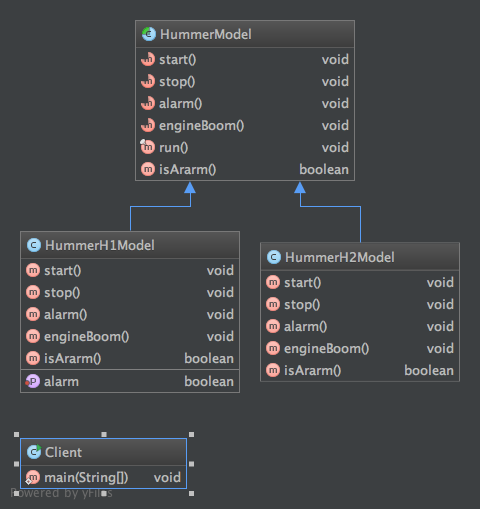 HummerModel
start() void
stop() void
alarm() void
engineBoom() void
run() void
isArarm() boolean
HummerH1Model
start() void
stop() void
alarm() void
engineBoom() void
isArarm() boolean
alarm boolean
HummerH2Model
start() void
stop() void
alarm() void
engineBoom() void
isArarm() boolean
Client
main(String[]) void
Powered by yFiles